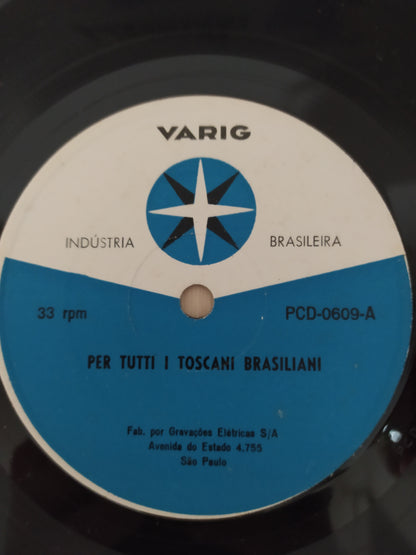 VARIG
INDÚSTRIA BRASILEIRA
33 rpm PCD-0609-A
PER TUTTI I TOSCANI BRASILIANI
Fab. por Gravações Elétricas S/A
Avenida do Estado 4.755
São Paulo